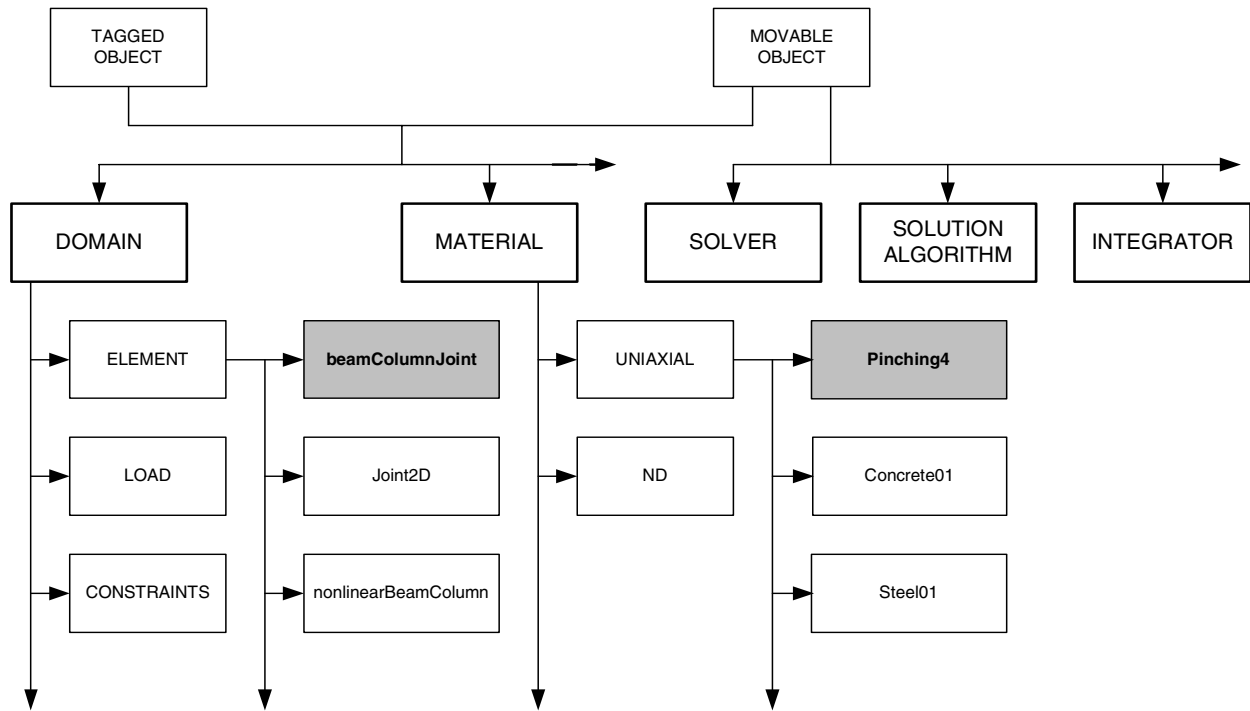 TAGGED
OBJECT
MOVABLE
OBJECT
DOMAIN
MATERIAL
SOLVER
SOLUTION
ALGORITHM
INTEGRATOR
ELEMENT
beamColumnJoint
UNIAXIAL
Pinching4
LOAD
Joint2D
ND
Concrete01
CONSTRAINTS
nonlinearBeamColumn
Steel01